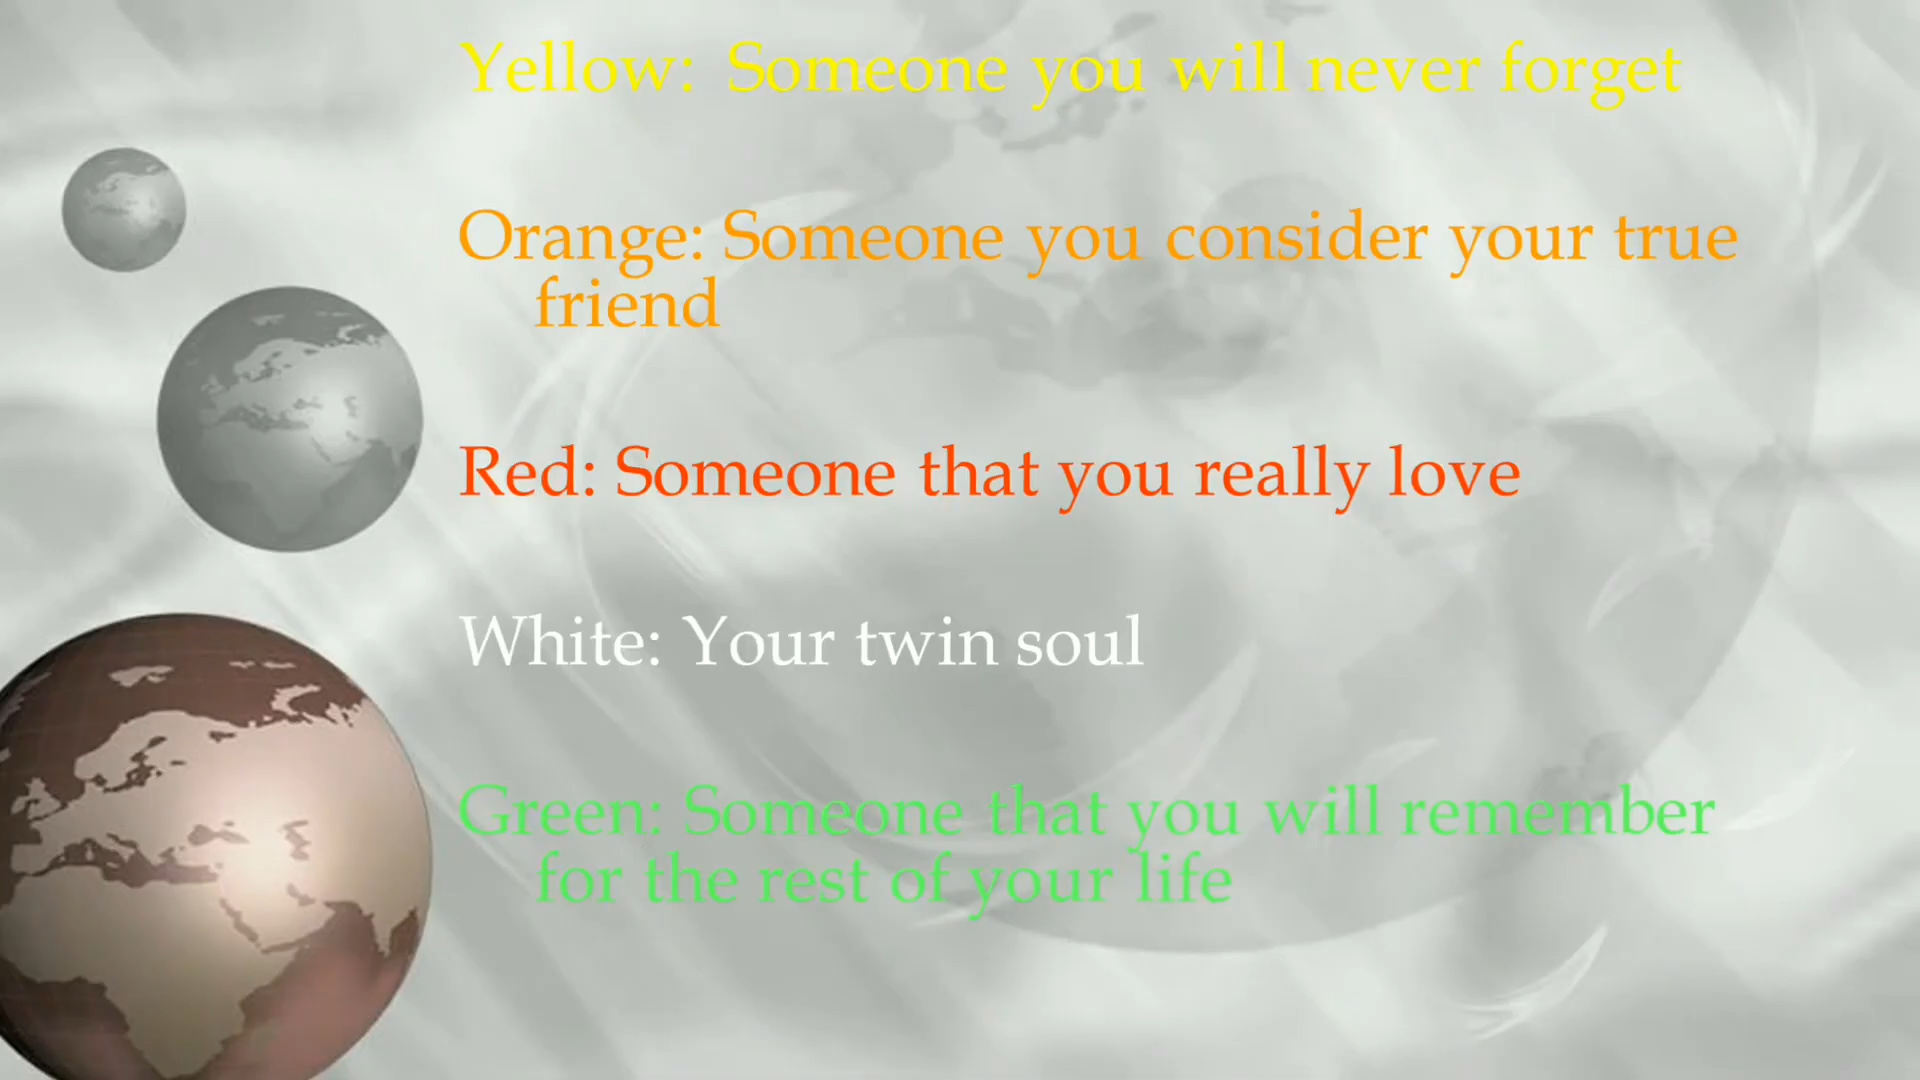 Yellow: Someone you will never forget
Orange: Someone you consider your true
friend
Red: Someone that you really love
White: Your twin soul
Green: Someone that you will remember
for the rest of your life